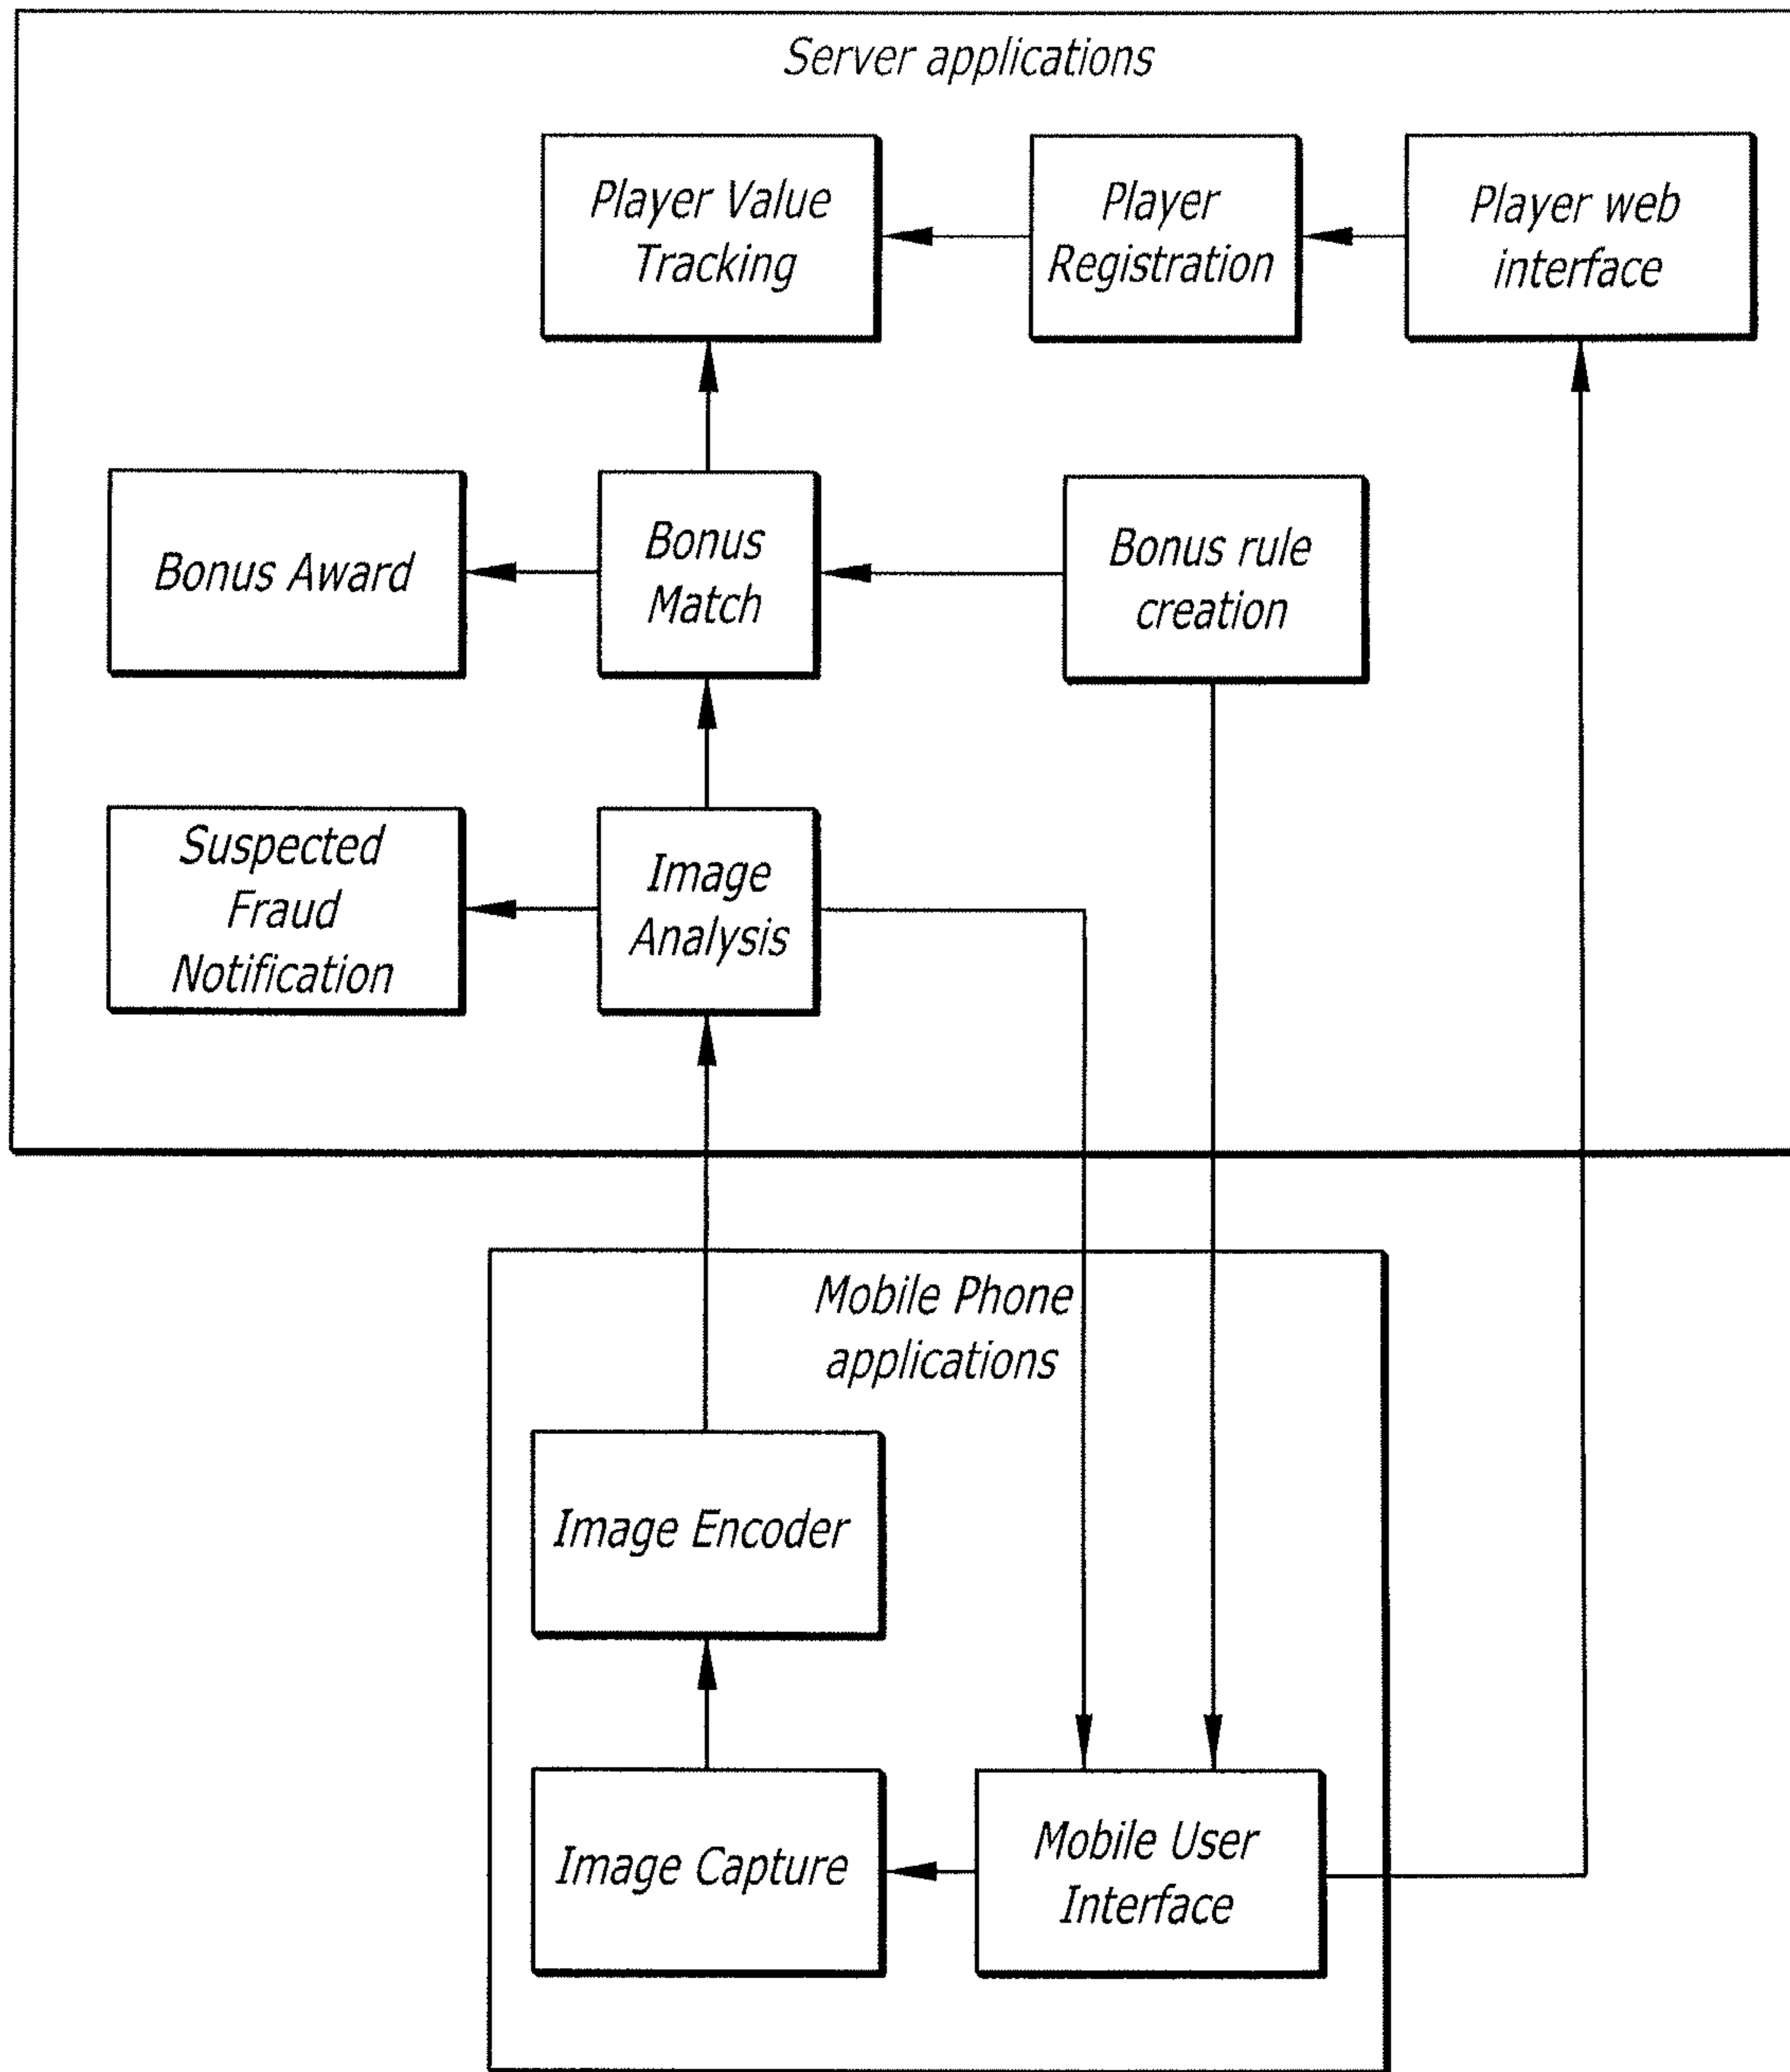 Server applications
Player Value
Tracking
Player
Registration
Player web
interface
Bonus Award
Bonus
Match
Bonus rule
creation
Suspected
Fraud
Notification
Image
Analysis
Mobile Phone
applications
Image Encoder
Image Capture
Mobile User
Interface